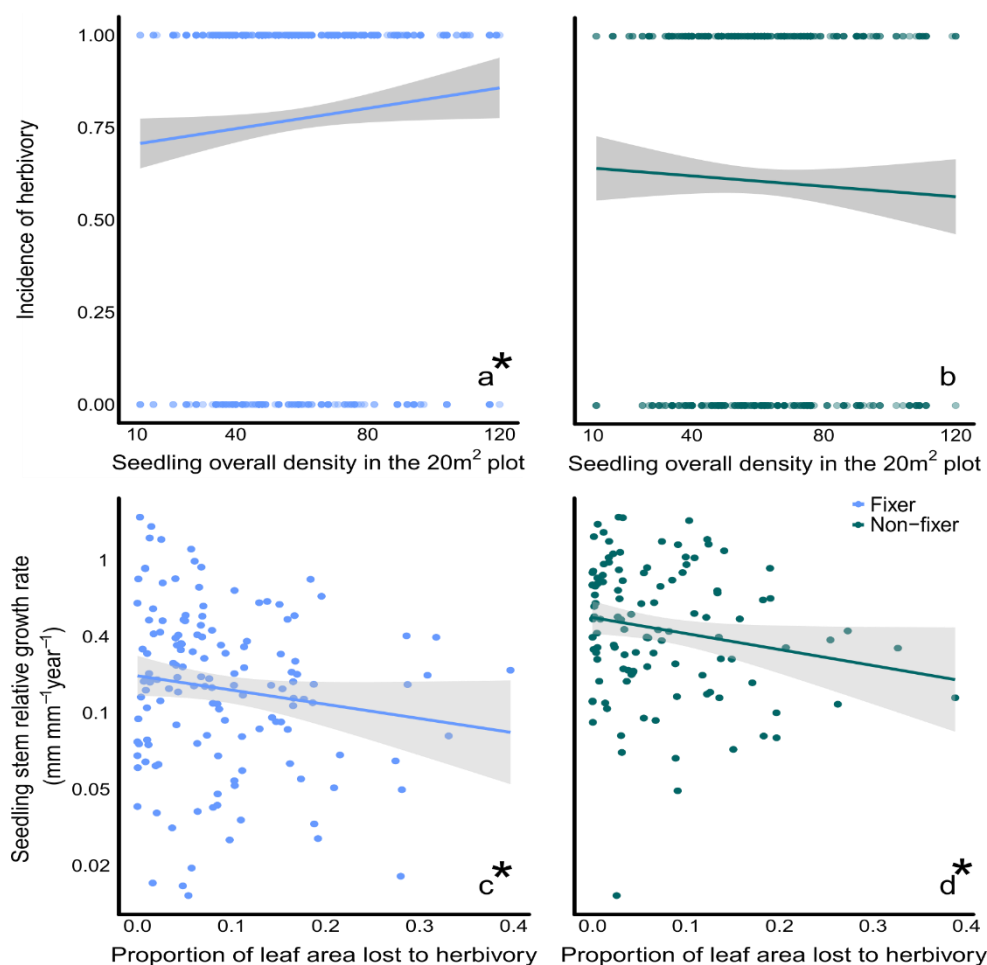 Incidence of herbivory
1.00
0.75
0.50
0.25
0.00
a*
b
10 40 80 120
10 40 80 120
Seedling overall density in the 20m² plot
Seedling overall density in the 20m² plot
Seedling stem relative growth rate
(mm mm⁻¹year⁻¹)
1
0.4
0.1
0.05
0.02
Fixer
Non−fixer
c*
d*
0.0 0.1 0.2 0.3 0.4
0.0 0.1 0.2 0.3 0.4
Proportion of leaf area lost to herbivory
Proportion of leaf area lost to herbivory